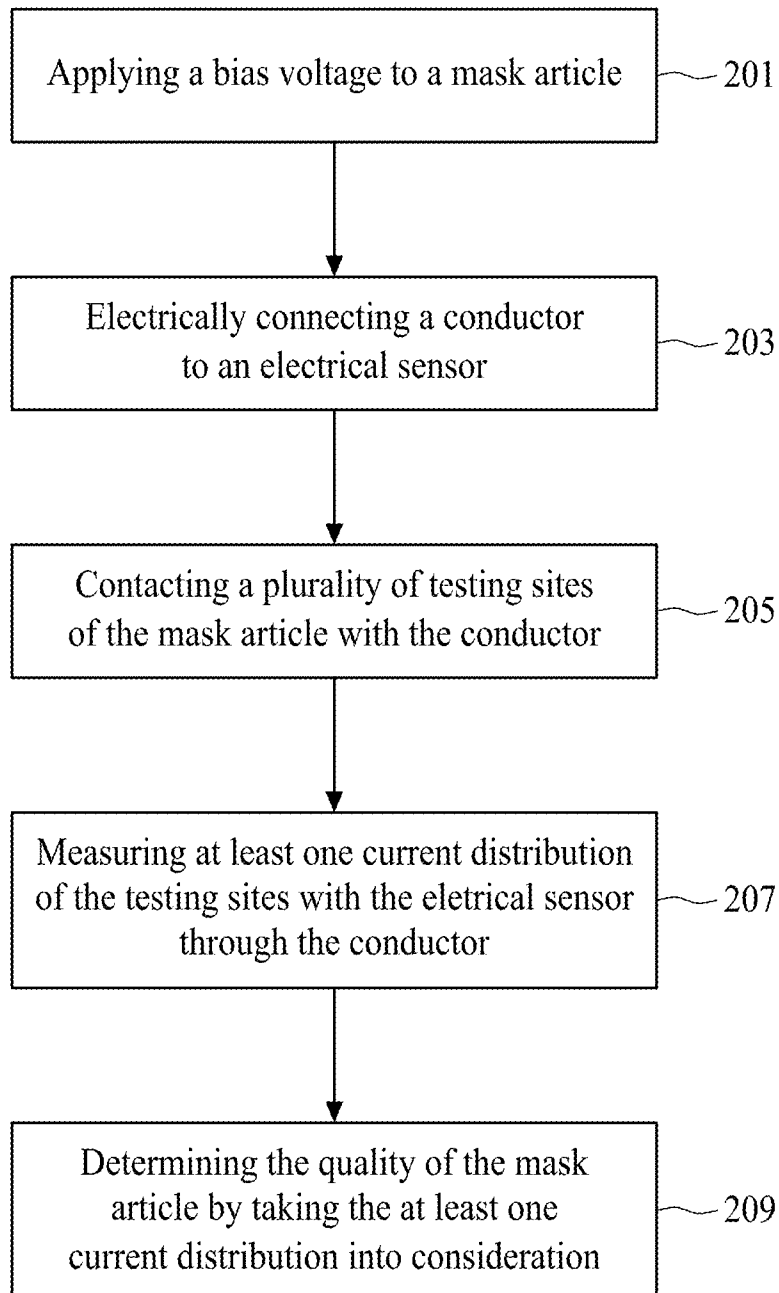 Applying a bias voltage to a mask article
201
Electrically connecting a conductor
to an electrical sensor
203
Contacting a plurality of testing sites
of the mask article with the conductor
205
Measuring at least one current distribution
of the testing sites with the eletrical sensor
through the conductor
207
Determining the quality of the mask
article by taking the at least one
current distribution into consideration
209